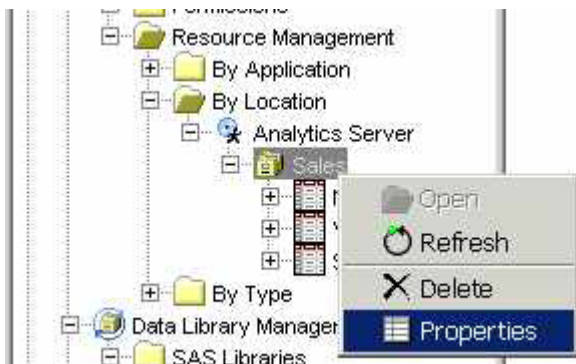 Permissions
Resource Management
By Application
By Location
Analytics Server
Sales
Open
Refresh
Delete
Properties
By Type
Data Library Manager
SAS Libraries